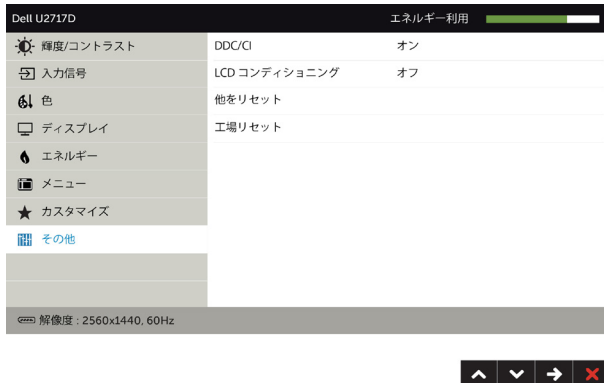 Dell U2717D エネルギー利用
輝度/コントラスト DDC/CI オン
入力信号 LCD コンディショニング オフ
色 他をリセット
ディスプレイ 工場リセット
エネルギー
メニュー
カスタマイズ
その他
解像度 : 2560x1440, 60Hz